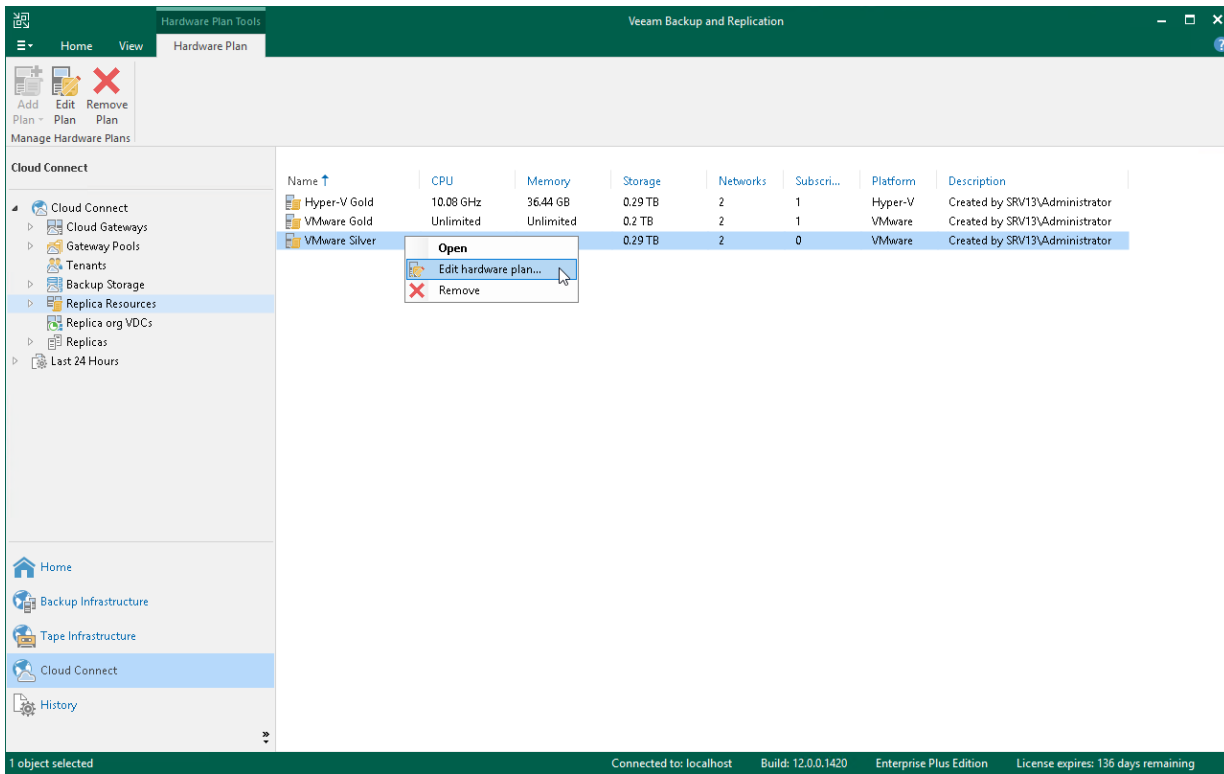 Hardware Plan Tools
Veeam Backup and Replication
Home View Hardware Plan
Add Plan
Edit Plan
Remove Plan
Manage Hardware Plans
Cloud Connect
Cloud Connect
Cloud Gateways
Gateway Pools
Tenants
Backup Storage
Replica Resources
Replica org VDCs
Replicas
Last 24 Hours
Name CPU Memory Storage Networks Subscri... Platform Description
Hyper-V Gold 10.08 GHz 36.44 GB 0.29 TB 2 1 Hyper-V Created by SRV13\Administrator
VMware Gold Unlimited Unlimited 0.2 TB 2 1 VMware Created by SRV13\Administrator
VMware Silver 0.29 TB 2 0 VMware Created by SRV13\Administrator
Open
Edit hardware plan...
Remove
Home
Backup Infrastructure
Tape Infrastructure
Cloud Connect
History
1 object selected Connected to: localhost Build: 12.0.0.1420 Enterprise Plus Edition License expires: 136 days remaining